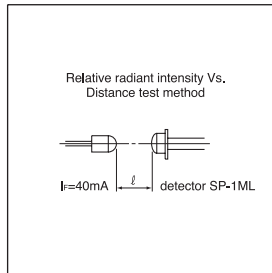 Relative radiant intensity Vs.
Distance test method
IF=40mA
ℓ
detector SP-1ML